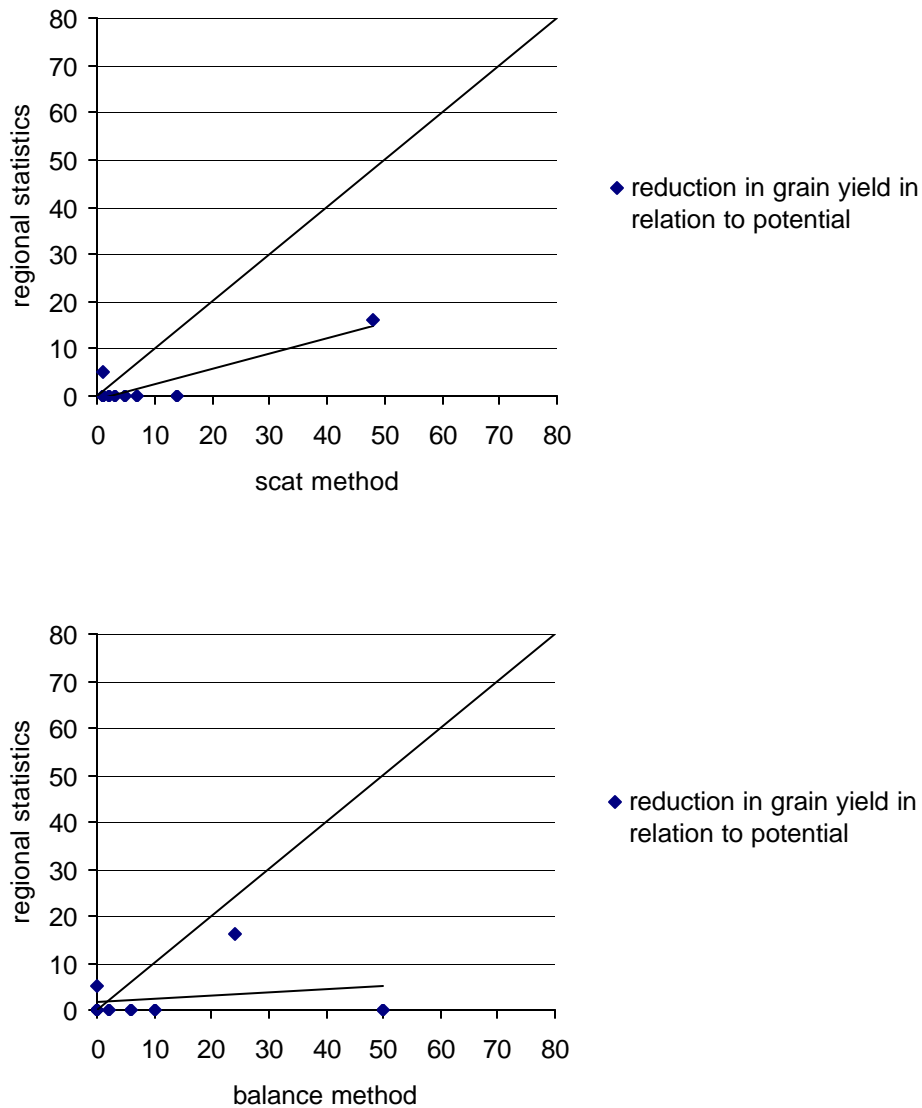 80
70
60
50
40
30
20
10
0
regional statistics
0 10 20 30 40 50 60 70 80
scat method
reduction in grain yield in
relation to potential
80
70
60
50
40
30
20
10
0
regional statistics
0 10 20 30 40 50 60 70 80
balance method
reduction in grain yield in
relation to potential